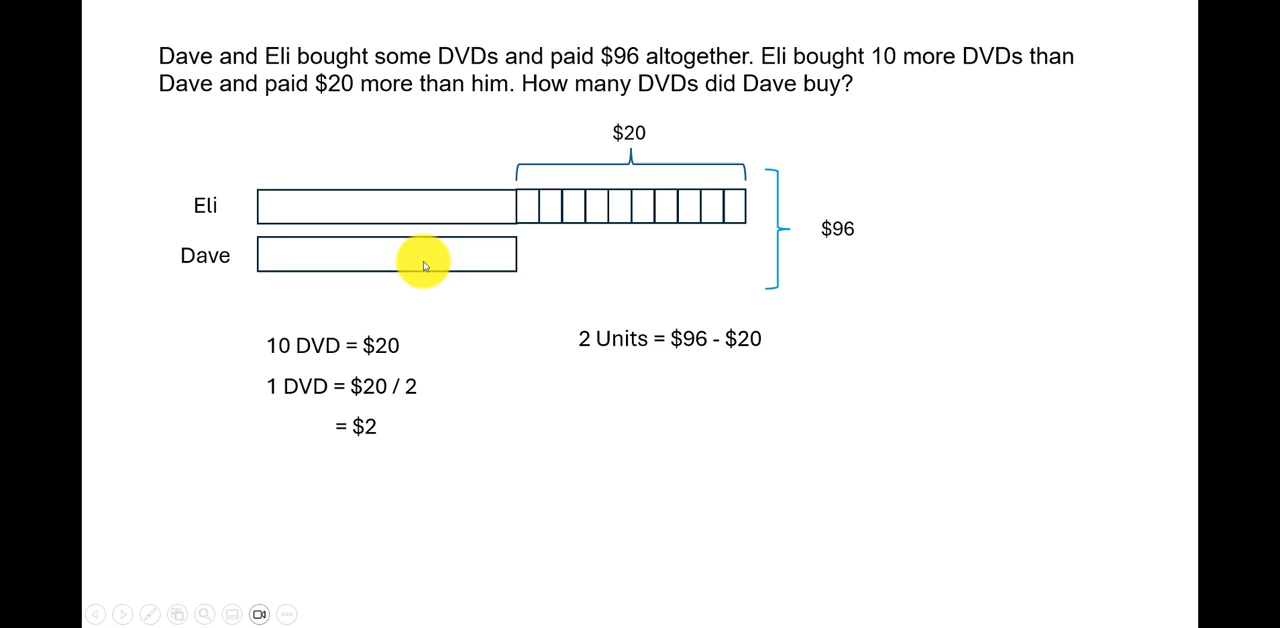 Dave and Eli bought some DVDs and paid $96 altogether. Eli bought 10 more DVDs than
Dave and paid $20 more than him. How many DVDs did Dave buy?
$20
Eli
$96
Dave
10 DVD = $20
2 Units = $96 - $20
1 DVD = $20 / 2
= $2